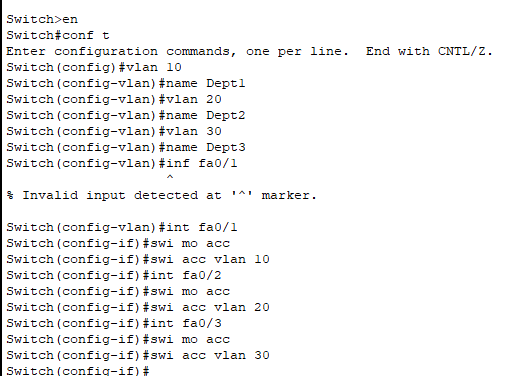 Switch>en
Switch#conf t
Enter configuration commands, one per line.  End with CNTL/Z.
Switch(config)#vlan 10
Switch(config-vlan)#name Dept1
Switch(config-vlan)#vlan 20
Switch(config-vlan)#name Dept2
Switch(config-vlan)#vlan 30
Switch(config-vlan)#name Dept3
Switch(config-vlan)#inf fa0/1
                     ^
% Invalid input detected at '^' marker.

Switch(config-vlan)#int fa0/1
Switch(config-if)#swi mo acc
Switch(config-if)#swi acc vlan 10
Switch(config-if)#int fa0/2
Switch(config-if)#swi mo acc
Switch(config-if)#swi acc vlan 20
Switch(config-if)#int fa0/3
Switch(config-if)#swi mo acc
Switch(config-if)#swi acc vlan 30
Switch(config-if)#